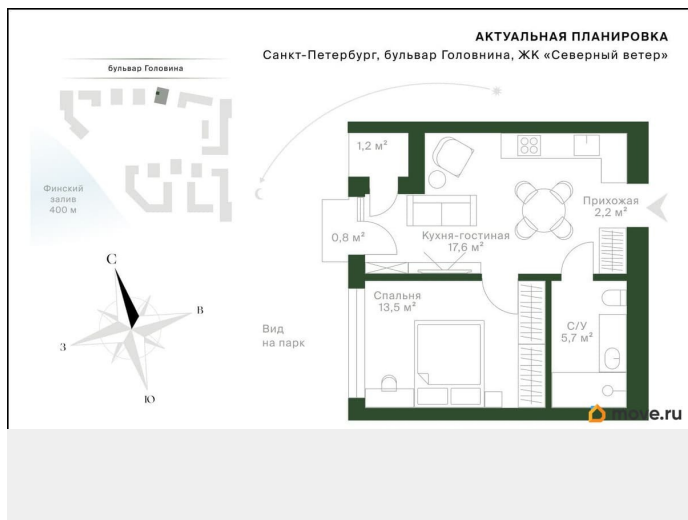 АКТУАЛЬНАЯ ПЛАНИРОВКА
Санкт-Петербург, бульвар Головнина, ЖК «Северный ветер»
бульвар Головина
Финский
залив
400 м
С
В
З
Ю
Вид
на парк
1,2 м²
0,8 м²
Кухня-гостиная
17,6 м²
Прихожая
2,2 м²
Спальня
13,5 м²
С/У
5,7 м²
move.ru